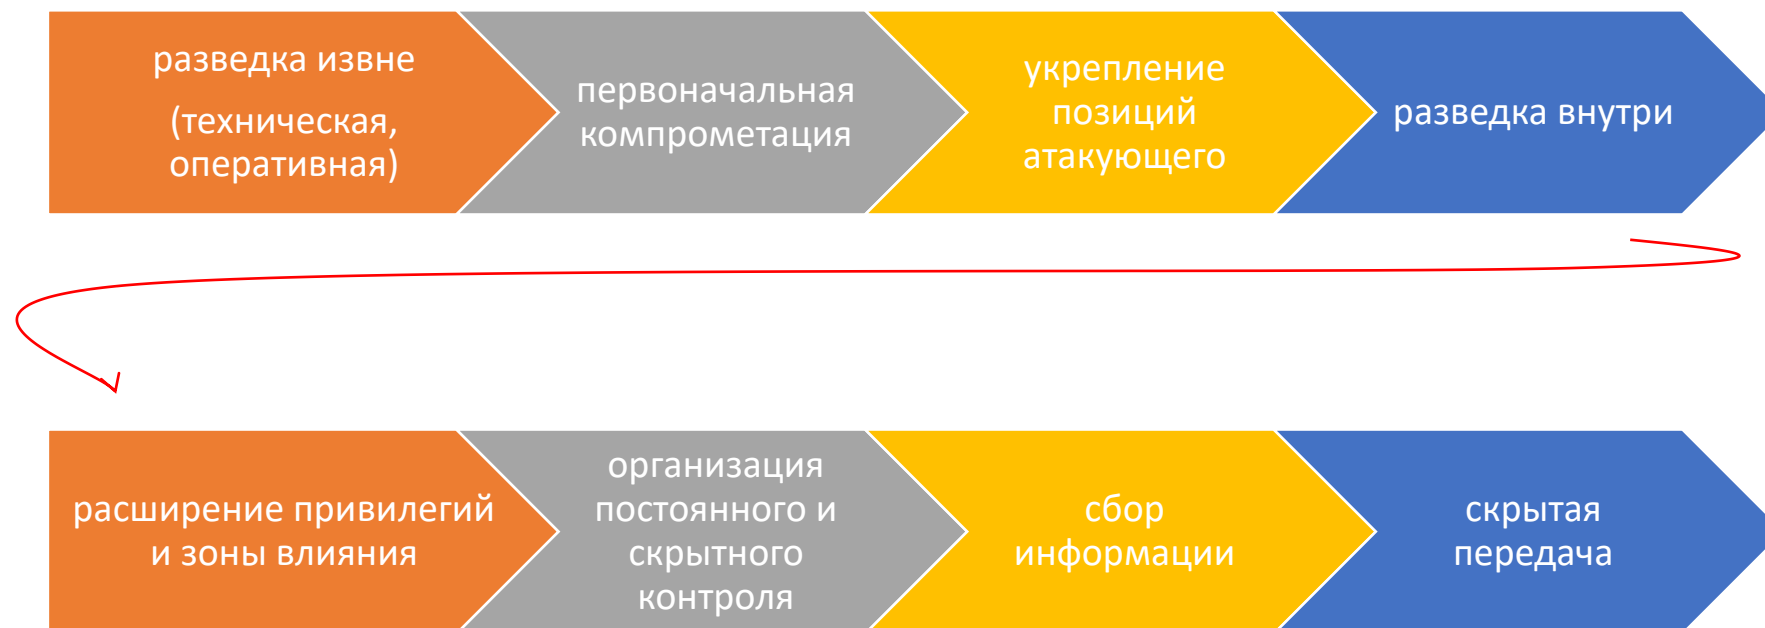 разведка извне
(техническая,
оперативная)
первоначальная
компрометация
укрепление
позиций
атакующего
разведка внутри
расширение привилегий
и зоны влияния
организация
постоянного и
скрытного
контроля
сбор
информации
скрытая
передача